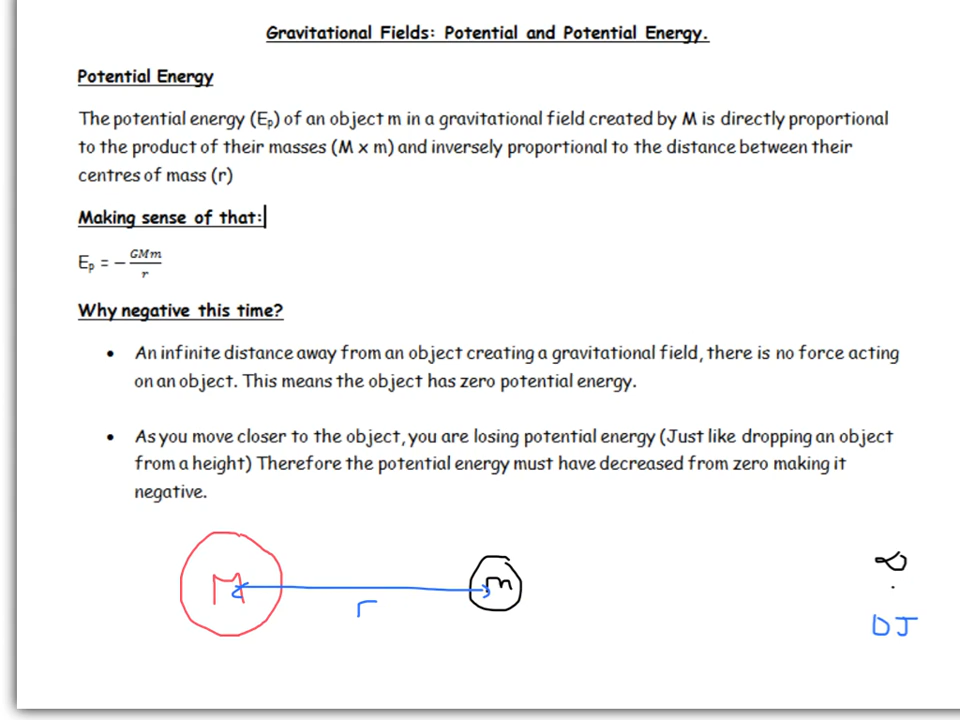 Gravitational Fields: Potential and Potential Energy.
Potential Energy
The potential energy (Eₚ) of an object m in a gravitational field created by M is directly proportional
to the product of their masses (M x m) and inversely proportional to the distance between their
centres of mass (r)
Making sense of that:
Eₚ = − GMm / r
Why negative this time?
• An infinite distance away from an object creating a gravitational field, there is no force acting
on an object. This means the object has zero potential energy.
• As you move closer to the object, you are losing potential energy (Just like dropping an object
from a height) Therefore the potential energy must have decreased from zero making it
negative.
M m ∞
r 0J